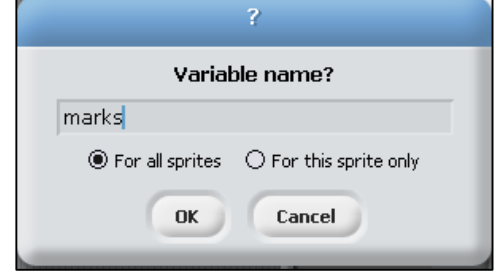 ?
Variable name?
marks
For all sprites For this sprite only
OK Cancel